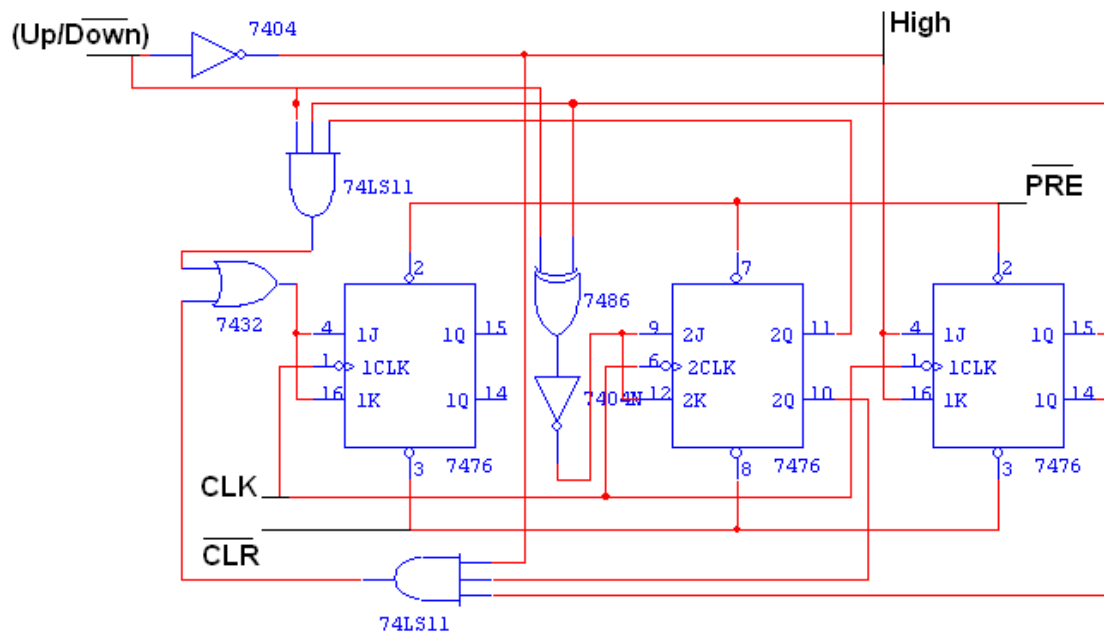 (Up/Down)
7404
High
74LS11
PRE
2
7
2
7432
7486
4 1J 1Q 15
9 2J 2Q 11
4 1J 1Q 15
1 1CLK
6 2CLK
1 1CLK
16 1K 1Q 14
7404N
12 2K 2Q 10
16 1K 1Q 14
3 7476
8 7476
3 7476
CLK
CLR
74LS11